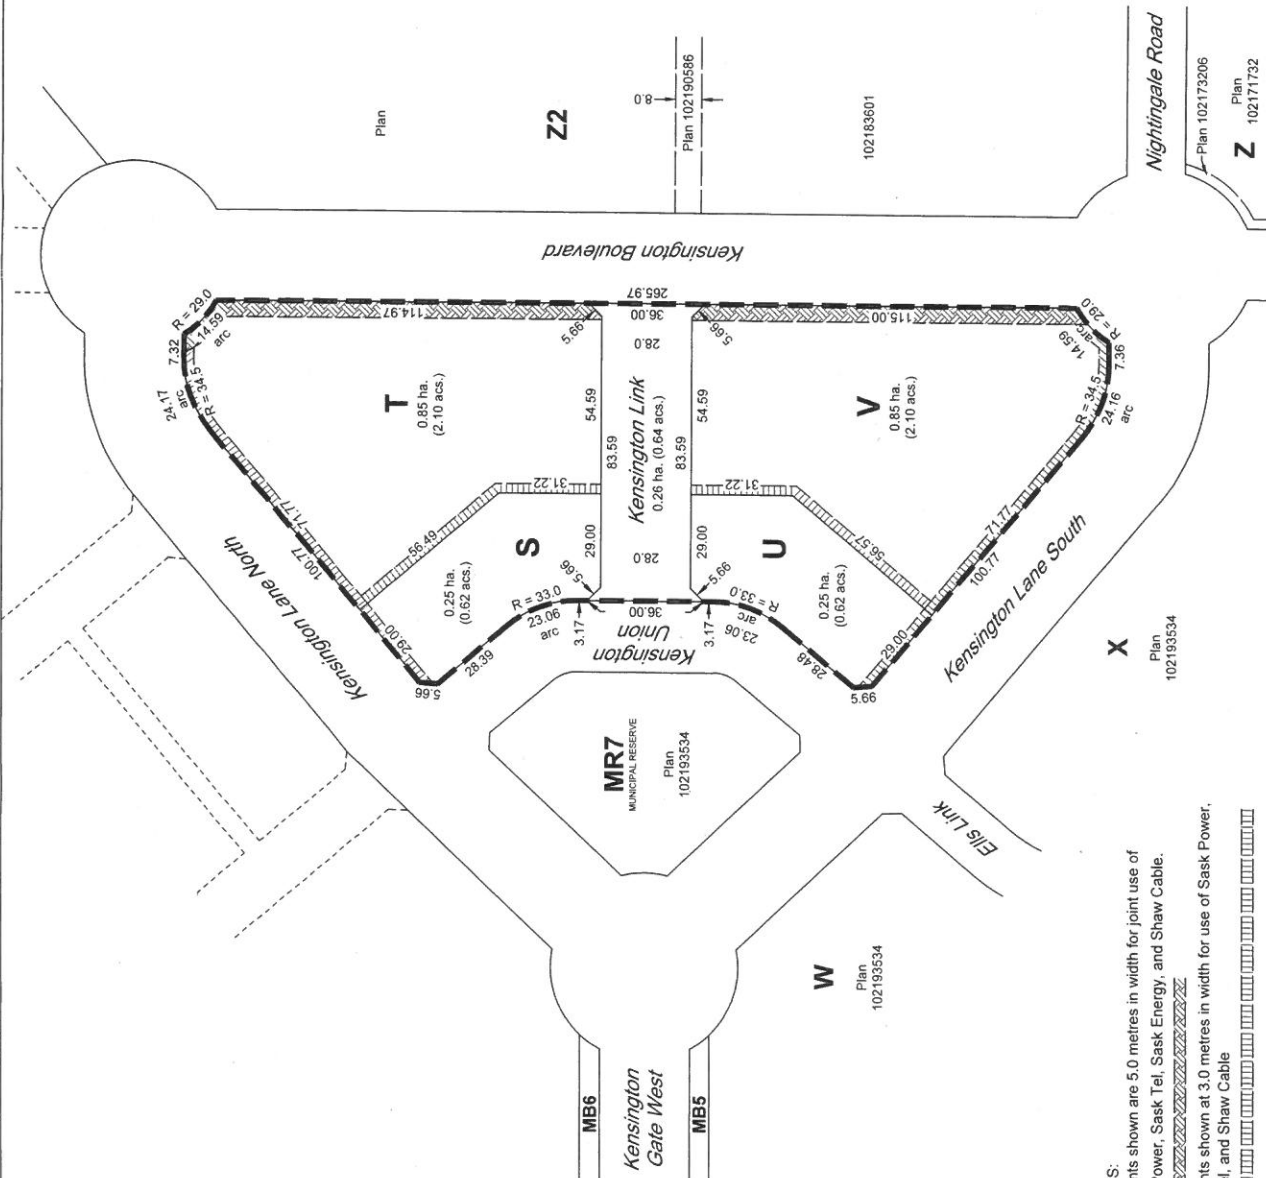 Plan
Z2
8.0
Plan 102190586
102183601
Nightingale Road
Plan 102173206
Z
Plan
102171732
Kensington Boulevard
265.97
36.00
R = 29.0
14.59
arc
7.32
24.17
arc
R = 34.5
114.97
5.66
5.66
115.00
R = 29.0
14.59
arc
7.36
R = 34.5
24.16
arc
T
0.85 ha.
(2.10 acs.)
28.0
54.59
83.59
Kensington Link
0.26 ha. (0.64 acs.)
83.59
54.59
V
0.85 ha.
(2.10 acs.)
71.77
100.77
Kensington Lane North
56.49
31.22
31.22
56.57
71.77
100.77
Kensington Lane South
S
0.25 ha.
(0.62 acs.)
29.00
28.0
29.00
U
0.25 ha.
(0.62 acs.)
5.66
5.66
R = 33.0
23.06
arc
3.17
36.00
3.17
R = 33.0
arc
23.06
29.00
28.39
5.66
Kensington
Union
28.48
5.66
29.00
X
Plan
102193534
MR7
MUNICIPAL RESERVE
Plan
102193534
Ells Link
W
Plan
102193534
MB6
Kensington
Gate West
MB5
S:
nts shown are 5.0 metres in width for joint use of
ower, Sask Tel, Sask Energy, and Shaw Cable.
nts shown at 3.0 metres in width for use of Sask Power,
el, and Shaw Cable